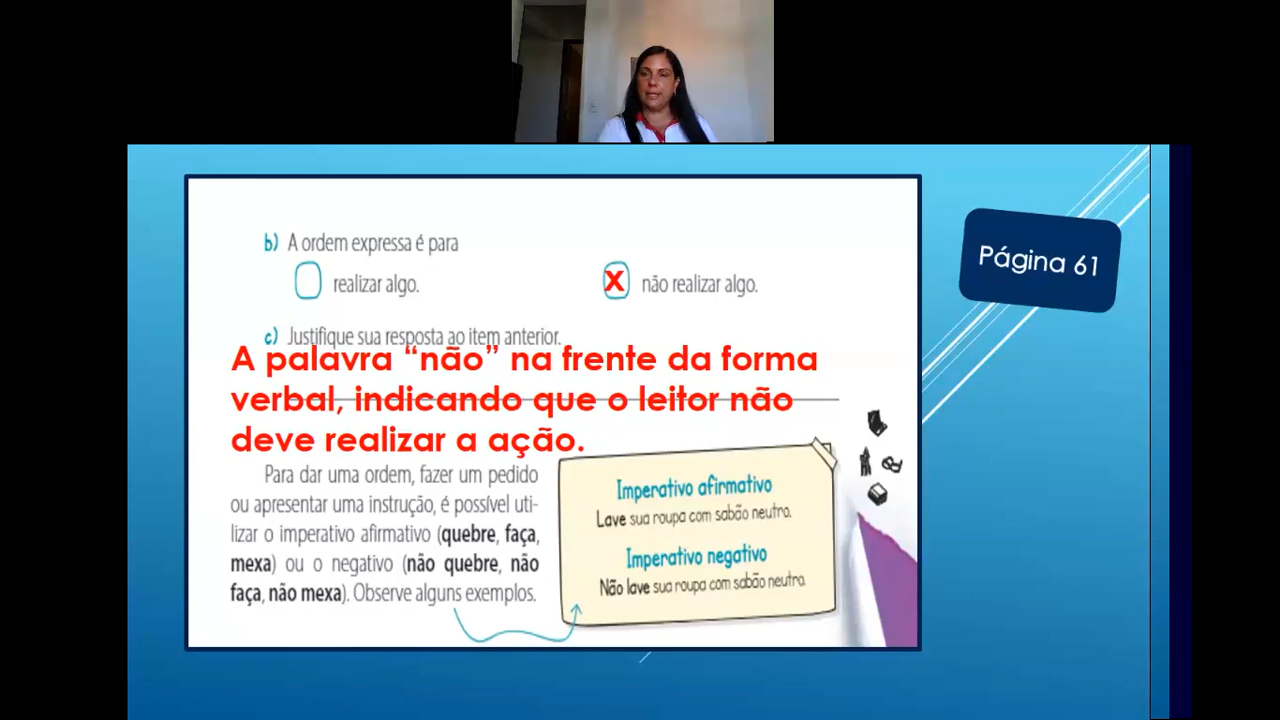 b) A ordem expressa é para
realizar algo.
X não realizar algo.
c) Justifique sua resposta ao item anterior.
A palavra “não” na frente da forma
verbal, indicando que o leitor não
deve realizar a ação.
Para dar uma ordem, fazer um pedido
ou apresentar uma instrução, é possível uti-
lizar o imperativo afirmativo (quebre, faça,
mexa) ou o negativo (não quebre, não
faça, não mexa). Observe alguns exemplos.
Imperativo afirmativo
Lave sua roupa com sabão neutro.
Imperativo negativo
Não lave sua roupa com sabão neutro.
Página 61